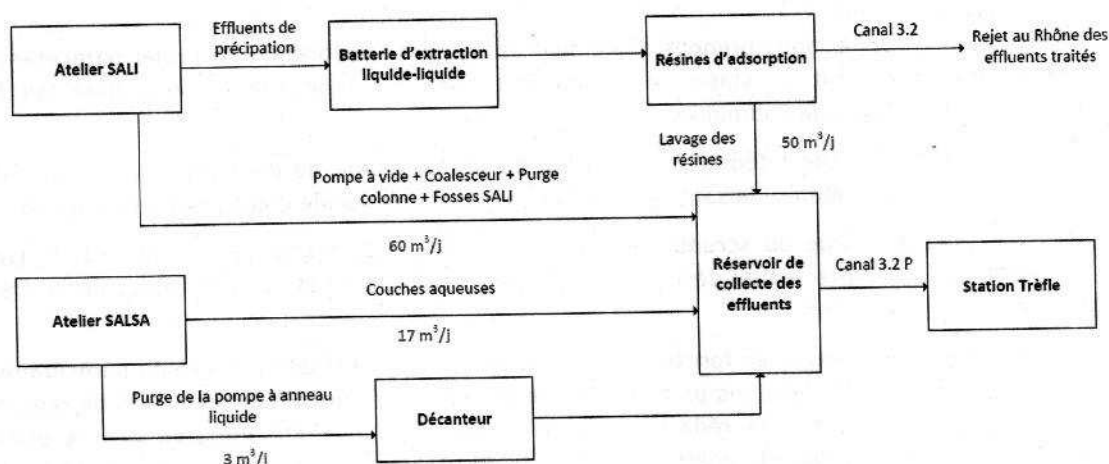 Effluents de
précipation
Canal 3.2
Atelier SALI
Batterie d'extraction
liquide-liquide
Résines d'adsorption
Rejet au Rhône des
effluents traités
Lavage des
résines
50 m³/j
Pompe à vide + Coalesceur + Purge
colonne + Fosses SALI
60 m³/j
Réservoir de
collecte des
effluents
Canal 3.2 P
Station Trèfle
Couches aqueuses
Atelier SALSA
17 m³/j
Purge de la pompe à anneau
liquide
3 m³/j
Décanteur